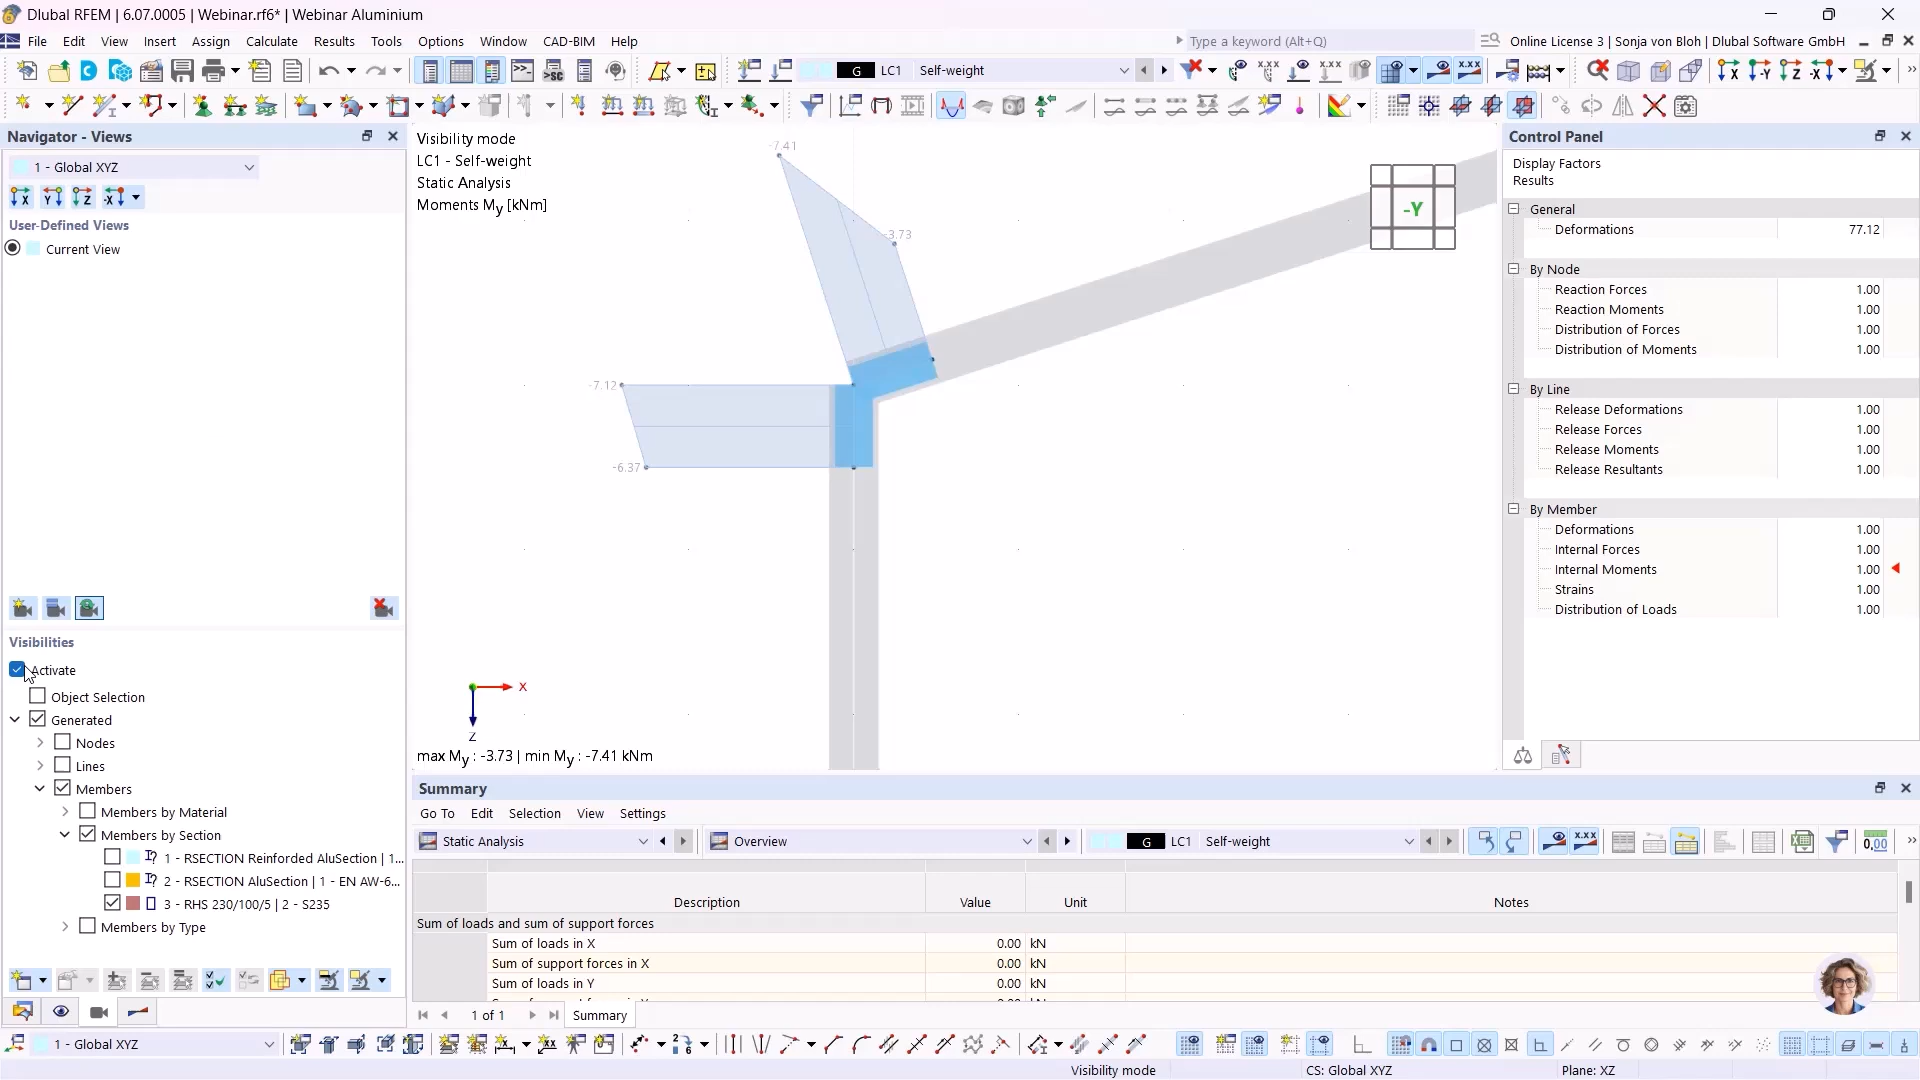 Dlubal RFEM | 6.07.0005 | Webinar.rf6* | Webinar Aluminium
File Edit View Insert Assign Calculate Results Tools Options Window CAD-BIM Help
Type a keyword (Alt+Q)
Online License 3 | Sonja von Bloh | Dlubal Software GmbH
G LC1 Self-weight
Navigator - Views
1 - Global XYZ
User-Defined Views
Current View
Visibilities
Activate
Object Selection
Generated
Nodes
Lines
Members
Members by Material
Members by Section
1 - RSECTION Reinforded AluSection | 1...
2 - RSECTION AluSection | 1 - EN AW-6...
3 - RHS 230/100/5 | 2 - S235
Members by Type
Visibility mode
LC1 - Self-weight
Static Analysis
Moments My [kNm]
-7.41
-3.73
-7.12
-6.37
-Y
X
Z
max My : -3.73 | min My : -7.41 kNm
Control Panel
Display Factors
Results
General
Deformations 77.12
By Node
Reaction Forces 1.00
Reaction Moments 1.00
Distribution of Forces 1.00
Distribution of Moments 1.00
By Line
Release Deformations 1.00
Release Forces 1.00
Release Moments 1.00
Release Resultants 1.00
By Member
Deformations 1.00
Internal Forces 1.00
Internal Moments 1.00
Strains 1.00
Distribution of Loads 1.00
Summary
Go To Edit Selection View Settings
Static Analysis Overview G LC1 Self-weight
Description Value Unit Notes
Sum of loads and sum of support forces
Sum of loads in X 0.00 kN
Sum of support forces in X 0.00 kN
Sum of loads in Y 0.00 kN
1 of 1 Summary
1 - Global XYZ
Visibility mode CS: Global XYZ Plane: XZ